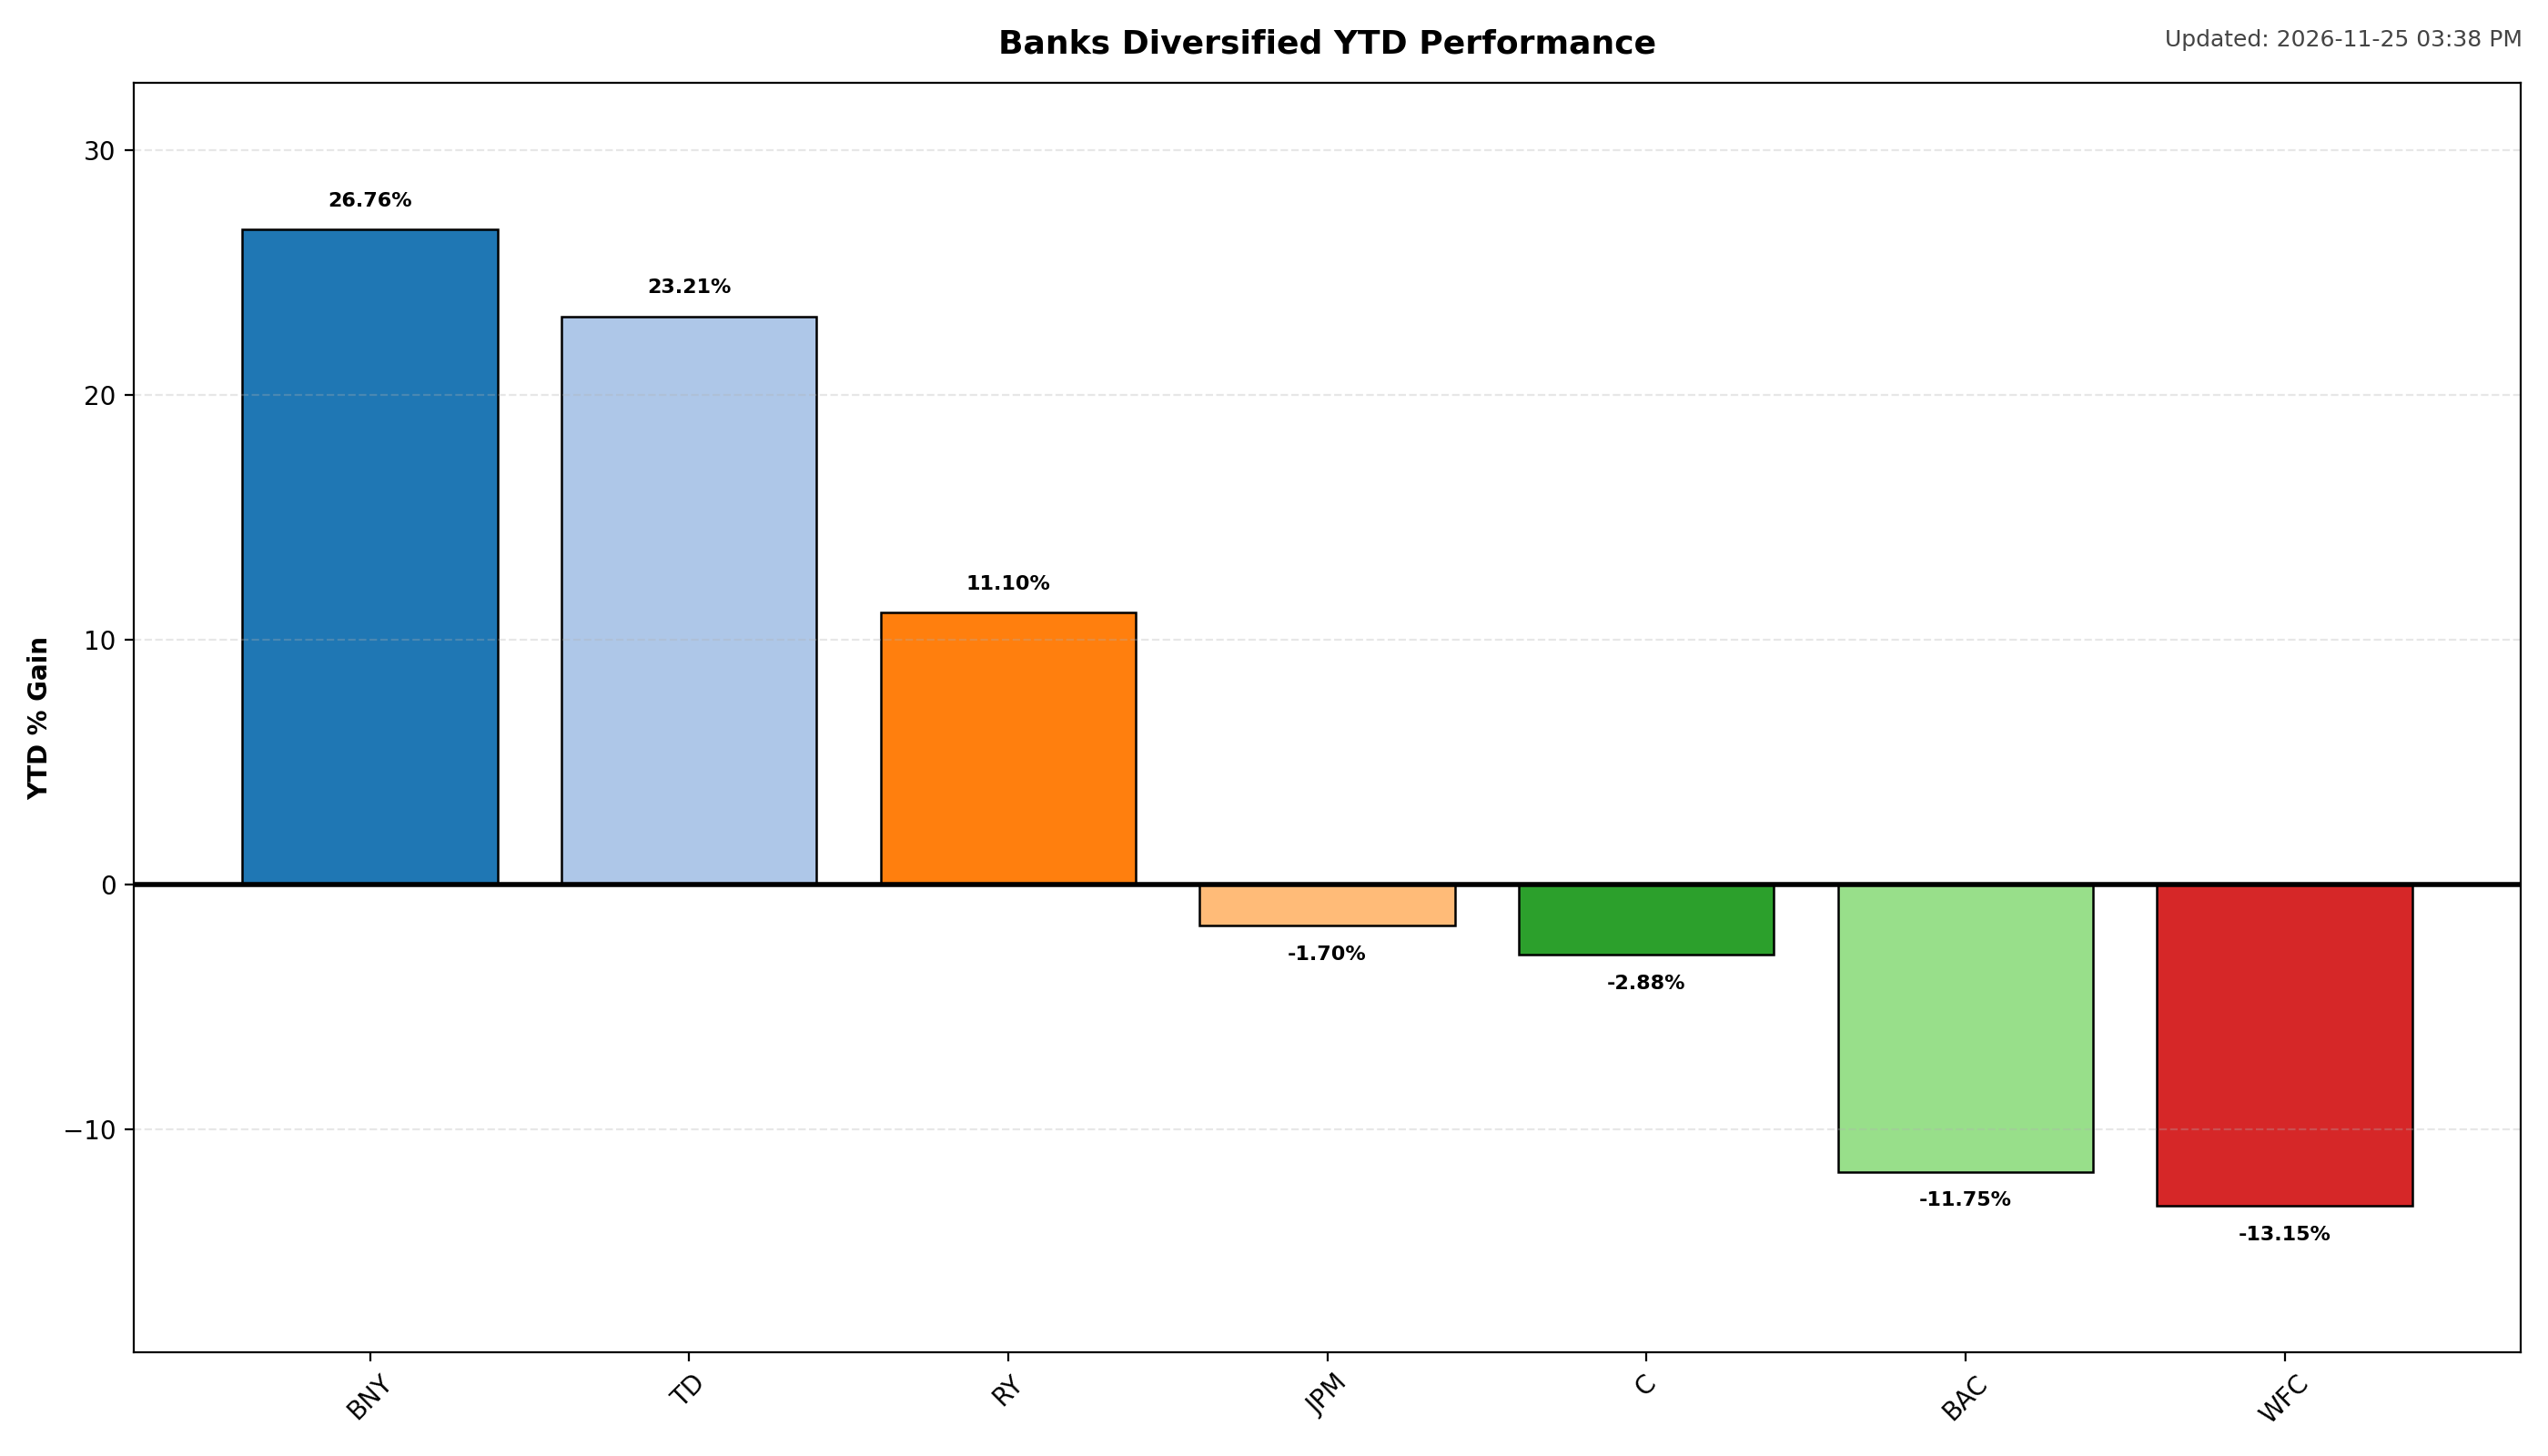 Banks Diversified YTD Performance
Updated: 2026-11-25 03:38 PM
YTD % Gain
30
20
10
0
−10
26.76%
23.21%
11.10%
-1.70%
-2.88%
-11.75%
-13.15%
BNY
TD
RY
JPM
C
BAC
WFC